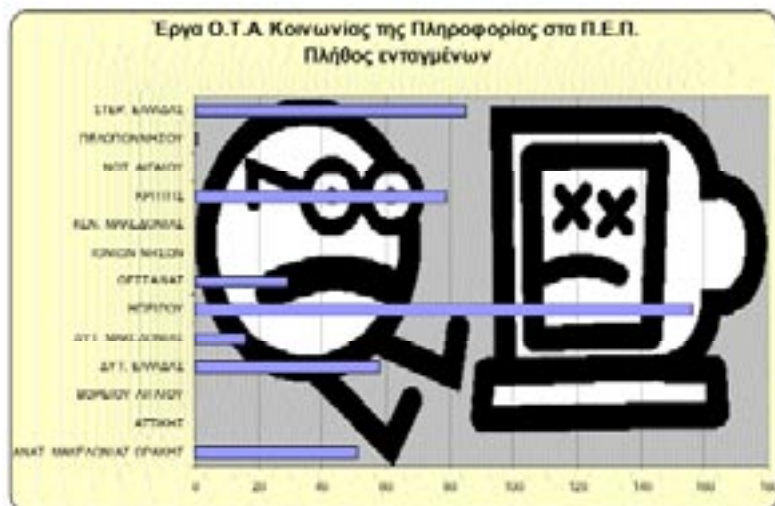 Έργα Ο.Τ.Α. Κοινωνίας της Πληροφορίας στα Π.Ε.Π.
Πλήθος ενταγμένων
ΣΤΕΡ. ΕΛΛΑΔΑΣ
ΠΕΛΟΠΟΝΝΗΣΟΥ
ΝΟΤ. ΑΙΓΑΙΟΥ
ΚΡΗΤΗΣ
ΚΕΝ. ΜΑΚΕΔΟΝΙΑΣ
ΙΟΝΙΩΝ ΝΗΣΩΝ
ΘΕΣΣΑΛΙΑΣ
ΗΠΕΙΡΟΥ
ΔΥΤ. ΜΑΚΕΔΟΝΙΑΣ
ΔΥΤ. ΕΛΛΑΔΑΣ
ΒΟΡΕΙΟΥ ΑΙΓΑΙΟΥ
ΑΤΤΙΚΗΣ
ΑΝΑΤ. ΜΑΚΕΔΟΝΙΑΣ ΘΡΑΚΗΣ
0 20 40 60 80 100 120 140 160 180